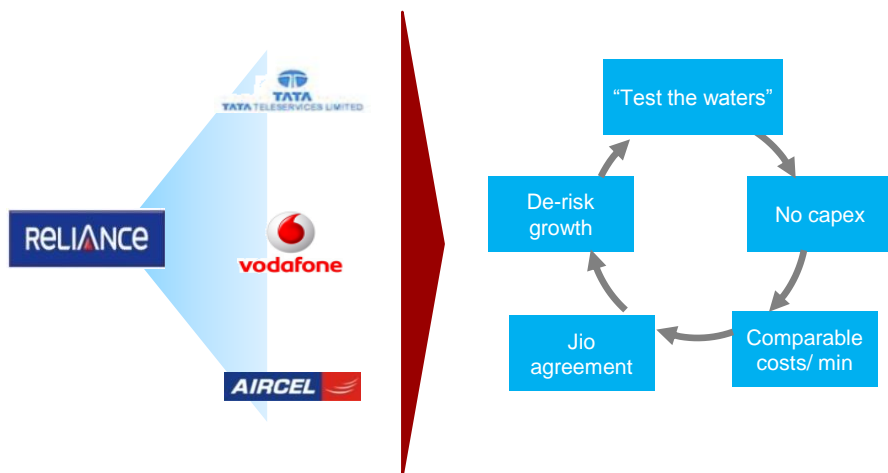 TATA
TATA TELESERVICES LIMITED
RELIANCE
vodafone
AIRCEL
“Test the waters”
No capex
Comparable
costs/ min
Jio
agreement
De-risk
growth